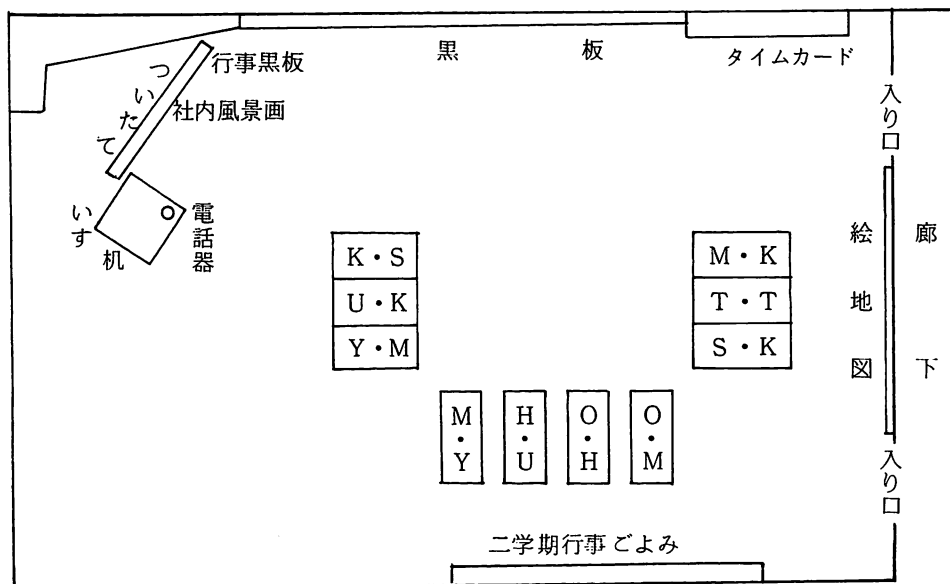 黒板
タイムカード
行事黒板
ついたて
社内風景画
入り口
いす
机
電話器
K・S
U・K
Y・M
M・K
T・T
S・K
絵地図
廊下
M・Y
H・U
O・H
O・M
入り口
二学期行事ごよみ